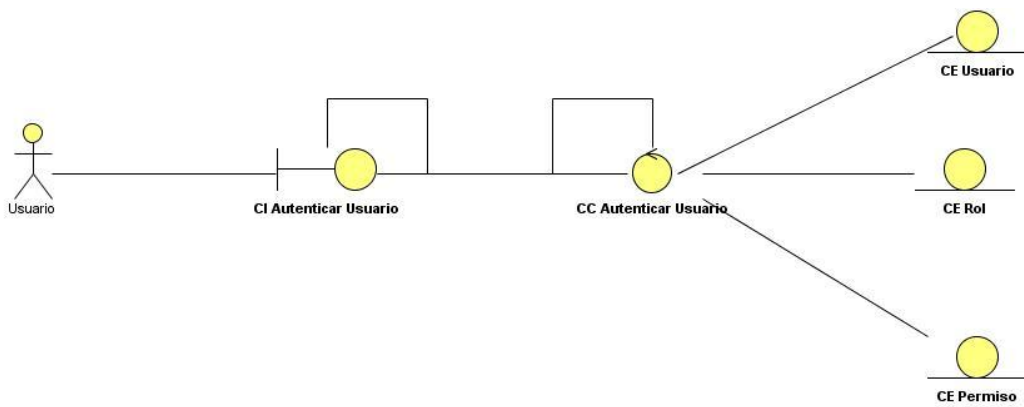 CE Usuario
Usuario
CI Autenticar Usuario
CC Autenticar Usuario
CE Rol
CE Permiso